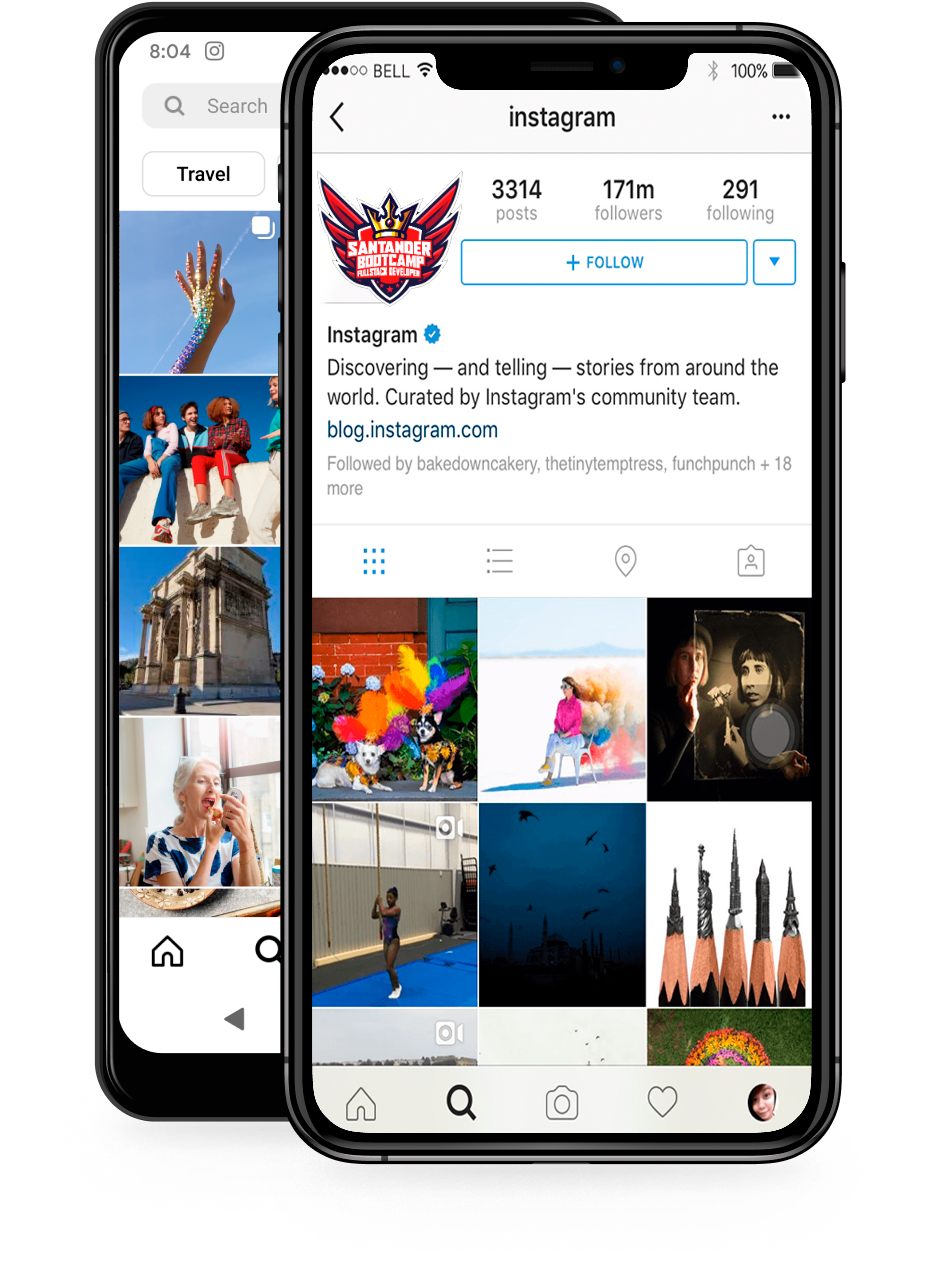 8:04
Search
Travel
BELL
100%
instagram
3314
posts
171m
followers
291
following
SANTANDER
BOOTCAMP
FULLSTACK DEVELOPER
+ FOLLOW
Instagram
Discovering — and telling — stories from around the
world. Curated by Instagram's community team.
blog.instagram.com
Followed by bakedowncakery, thetinytemptress, funchpunch + 18
more